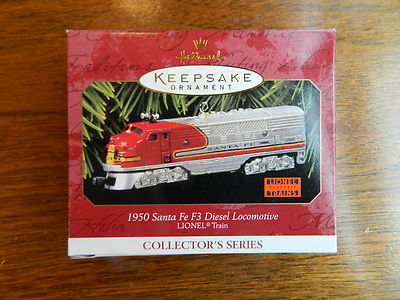 Hallmark
KEEPSAKE
ORNAMENT
SANTA FE
LIONEL
TRAINS
1950 Santa Fe F3 Diesel Locomotive
LIONEL® Train
COLLECTOR'S SERIES